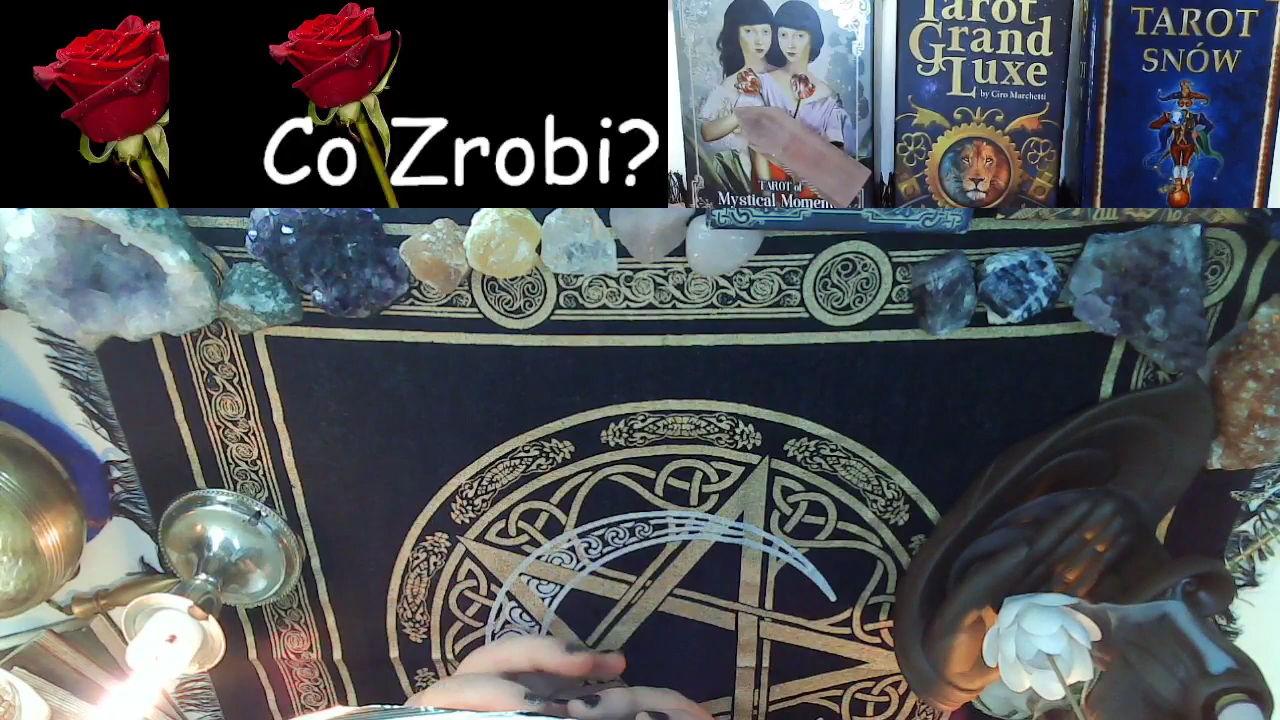 Co Zrobi?
TAROT of
Mystical Moments
Tarot
Grand
Luxe
by Ciro Marchetti
TAROT
SNÓW